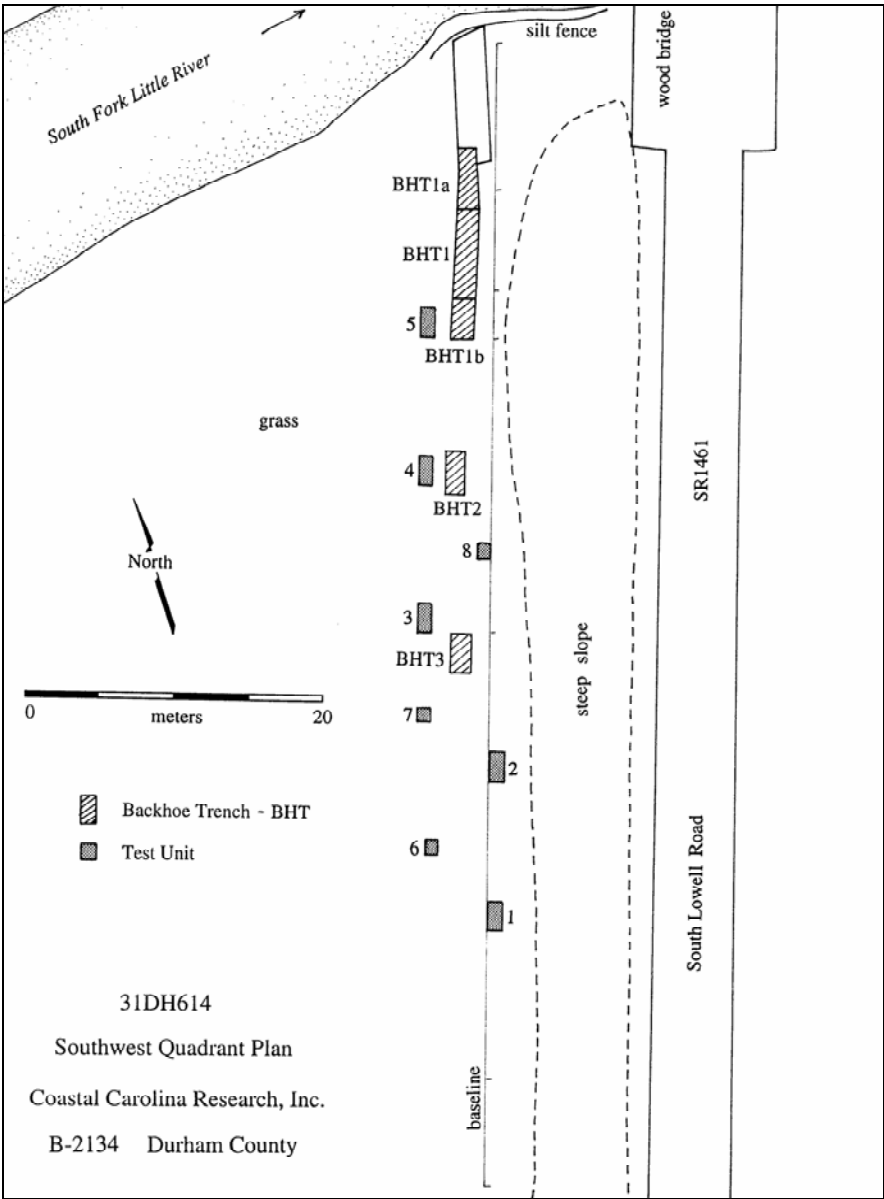 silt fence
wood bridge
South Fork Little River
BHT1a
BHT1
5
BHT1b
grass
4
BHT2
SR1461
8
North
3
BHT3
steep slope
0 meters 20
7
2
Backhoe Trench - BHT
Test Unit
6
1
South Lowell Road
31DH614
Southwest Quadrant Plan
Coastal Carolina Research, Inc.
B-2134 Durham County
baseline